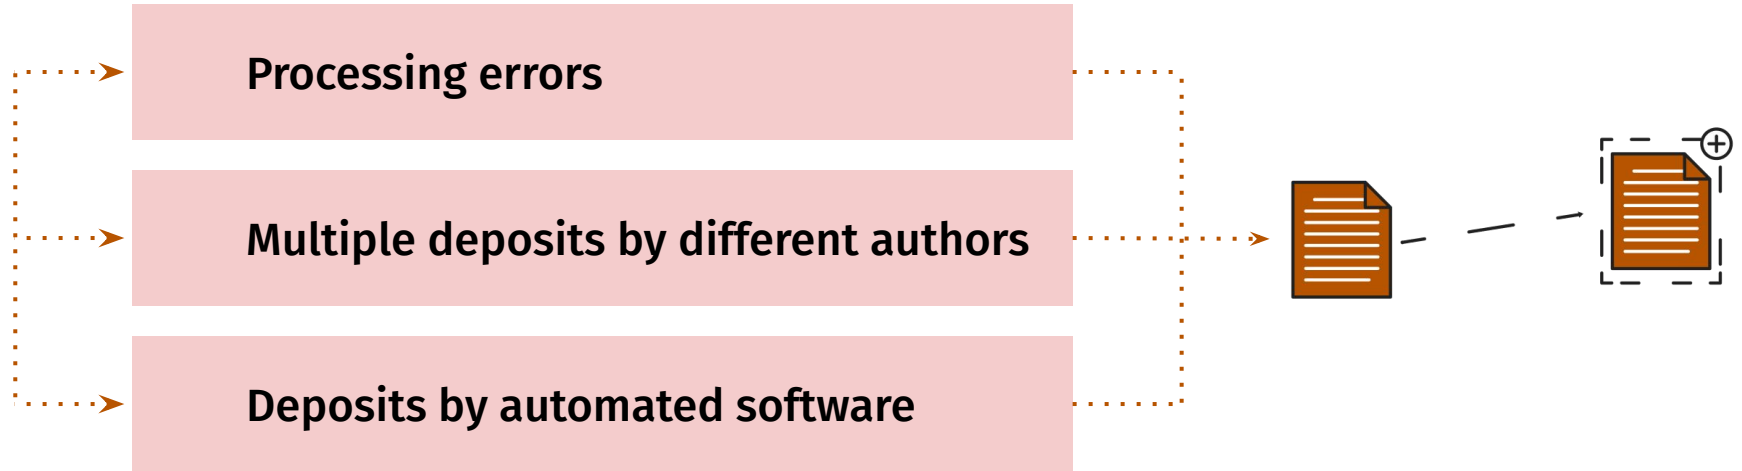 Processing errors
Multiple deposits by different authors
Deposits by automated software